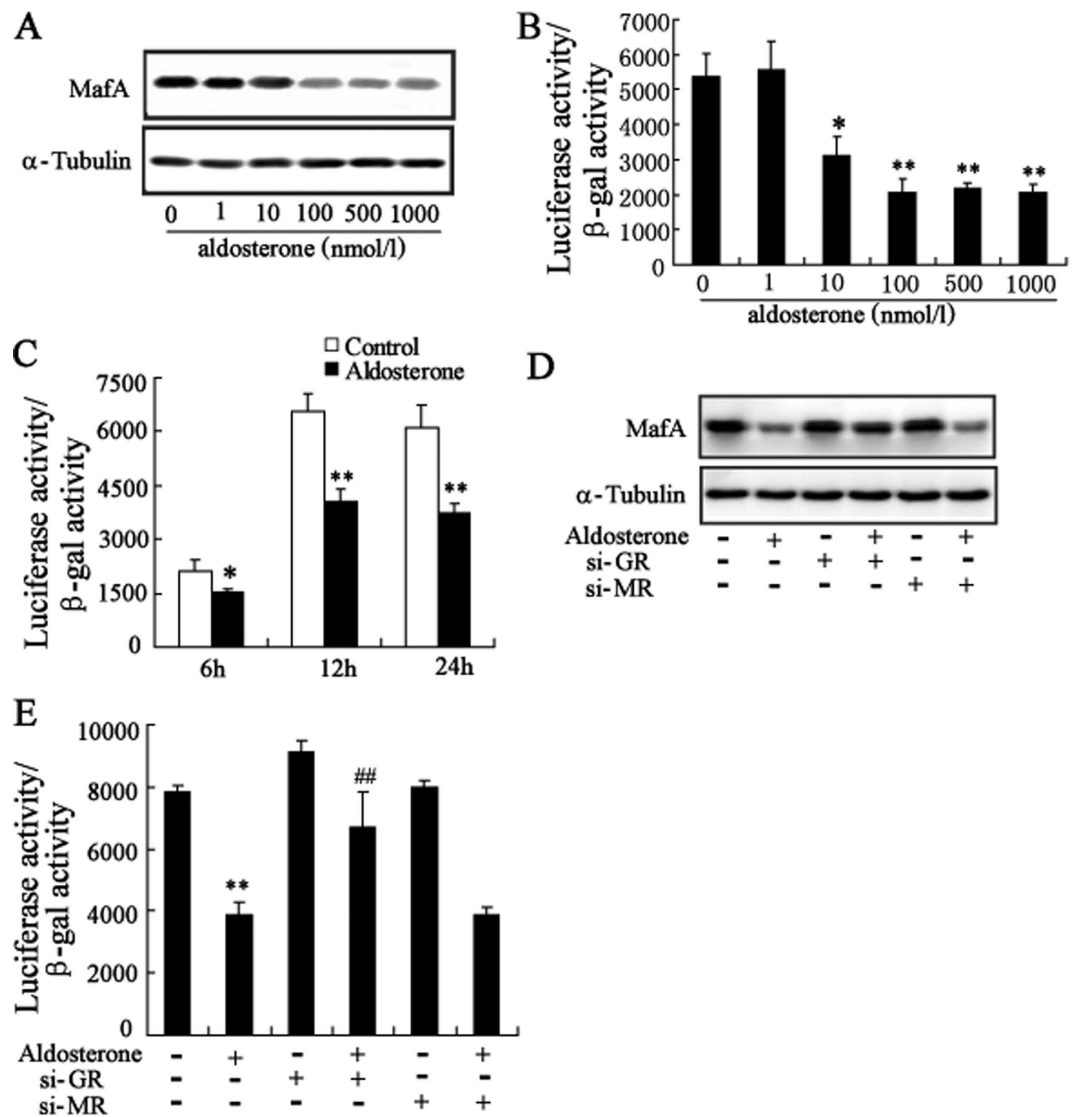 A
MafA
α-Tubulin
0 1 10 100 500 1000
aldosterone (nmol/l)
B
Luciferase activity/
β-gal activity
7000
6000
5000
4000
3000
2000
1000
0
*
**
**
**
0 1 10 100 500 1000
aldosterone (nmol/l)
C
Control
Aldosterone
Luciferase activity/
β-gal activity
7500
6000
4500
3000
1500
0
*
**
**
6h 12h 24h
D
MafA
α-Tubulin
Aldosterone - + - + - +
si-GR - - + + - -
si-MR - - - - + +
E
Luciferase activity/
β-gal activity
10000
8000
6000
4000
2000
0
**
##
Aldosterone - + - + - +
si-GR - - + + - -
si-MR - - - - + +